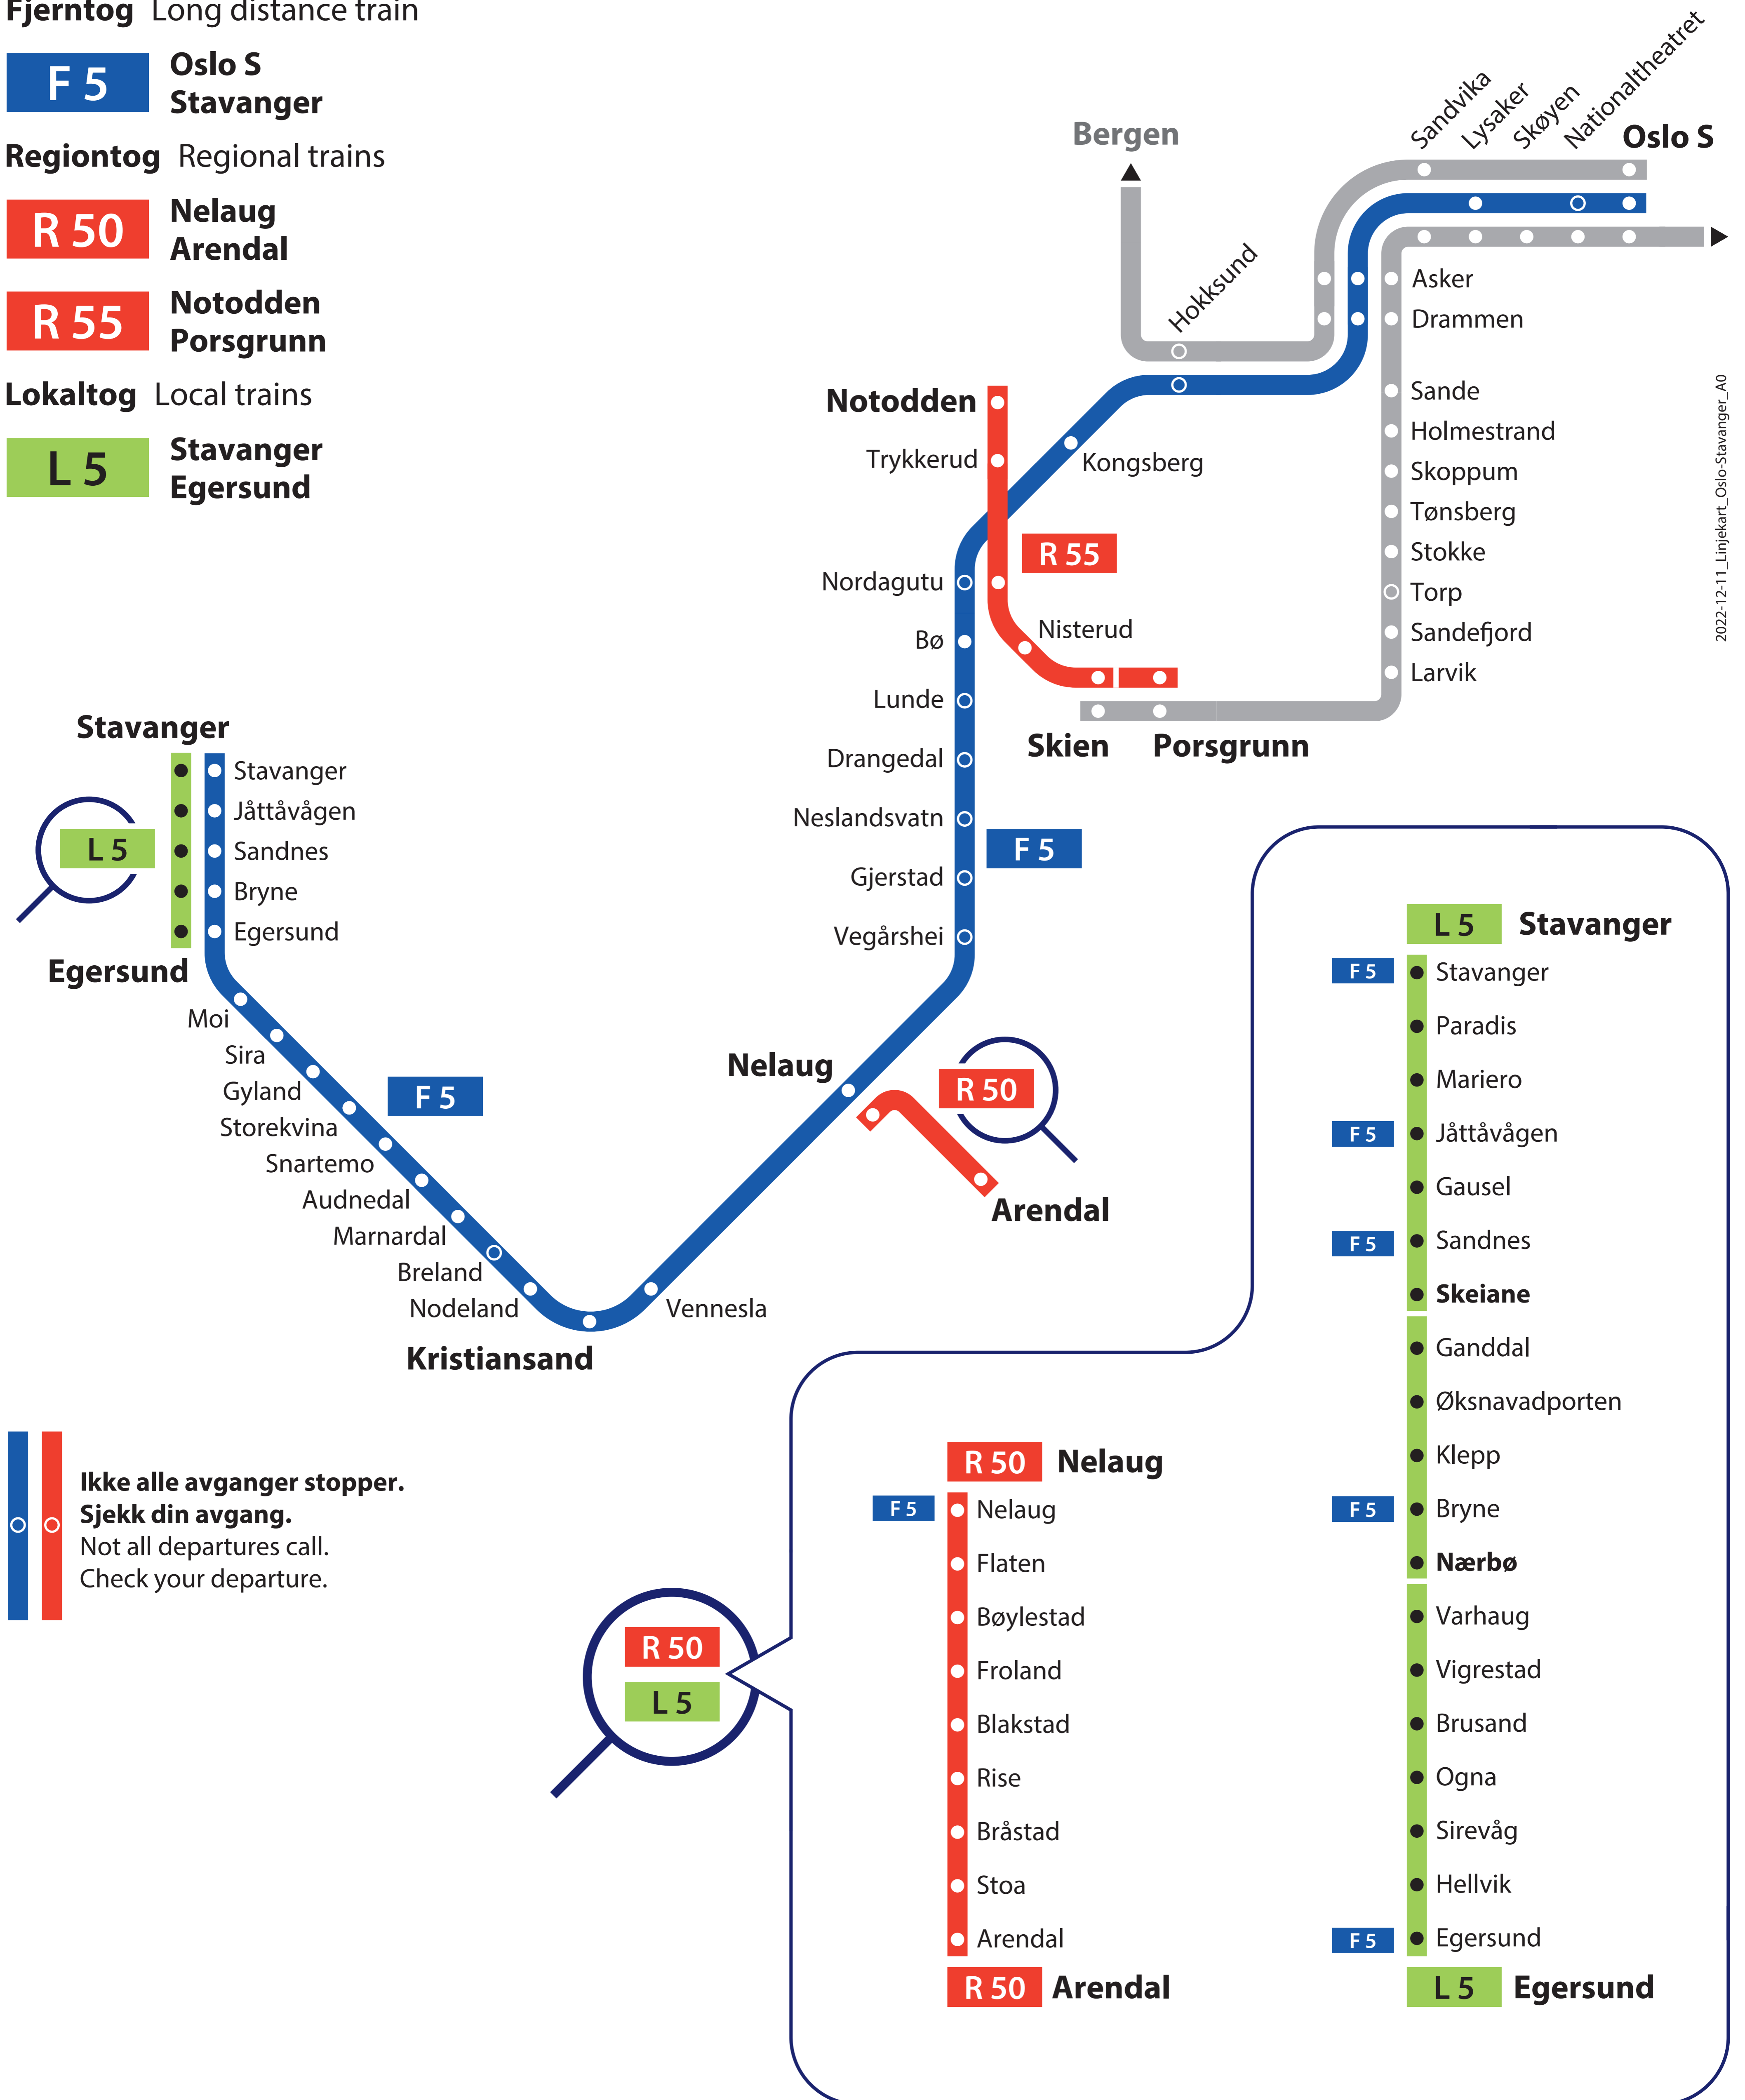 Fjerntog Long distance train
F 5
Oslo S
Stavanger
Regiontog Regional trains
R 50
Nelaug
Arendal
R 55
Notodden
Porsgrunn
Lokaltog Local trains
L 5
Stavanger
Egersund
Bergen
Sandvika
Lysaker
Skøyen
Nationaltheatret
Oslo S
Hokksund
Asker
Drammen
Sande
Holmestrand
Skoppum
Tønsberg
Stokke
Torp
Sandefjord
Larvik
2022-12-11_Linjekart_Oslo-Stavanger_A0
Notodden
Trykkerud
Kongsberg
R 55
Nordagutu
Nisterud
Bø
Lunde
Skien
Porsgrunn
Drangedal
Neslandsvatn
F 5
Gjerstad
Vegårshei
Stavanger
Stavanger
Jåttåvågen
L 5
Sandnes
Bryne
Egersund
Egersund
Moi
Sira
Gyland
F 5
Storekvina
Snartemo
Audnedal
Marnardal
Breland
Nodeland
Kristiansand
Vennesla
Nelaug
R 50
Arendal
Ikke alle avganger stopper.
Sjekk din avgang.
Not all departures call.
Check your departure.
R 50
L 5
R 50 Nelaug
F 5 Nelaug
Flaten
Bøylestad
Froland
Blakstad
Rise
Bråstad
Stoa
Arendal
R 50 Arendal
L 5 Stavanger
F 5 Stavanger
Paradis
Mariero
F 5 Jåttåvågen
Gausel
F 5 Sandnes
Skeiane
Ganddal
Øksnavadporten
Klepp
F 5 Bryne
Nærbø
Varhaug
Vigrestad
Brusand
Ogna
Sirevåg
Hellvik
F 5 Egersund
L 5 Egersund